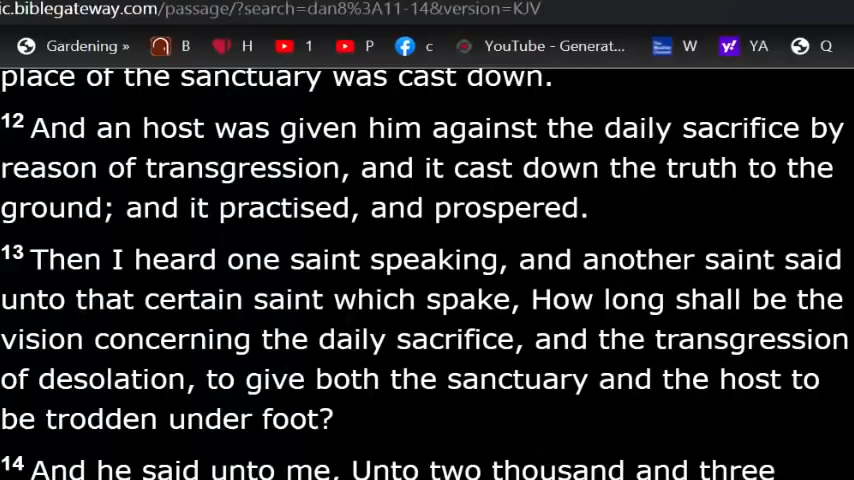 ic.biblegateway.com/passage/?search=dan8%3A11-14&version=KJV
Gardening » B H 1 P c YouTube - Generat... W YA Q
place of the sanctuary was cast down.
12 And an host was given him against the daily sacrifice by
reason of transgression, and it cast down the truth to the
ground; and it practised, and prospered.
13 Then I heard one saint speaking, and another saint said
unto that certain saint which spake, How long shall be the
vision concerning the daily sacrifice, and the transgression
of desolation, to give both the sanctuary and the host to
be trodden under foot?
14 And he said unto me, Unto two thousand and three